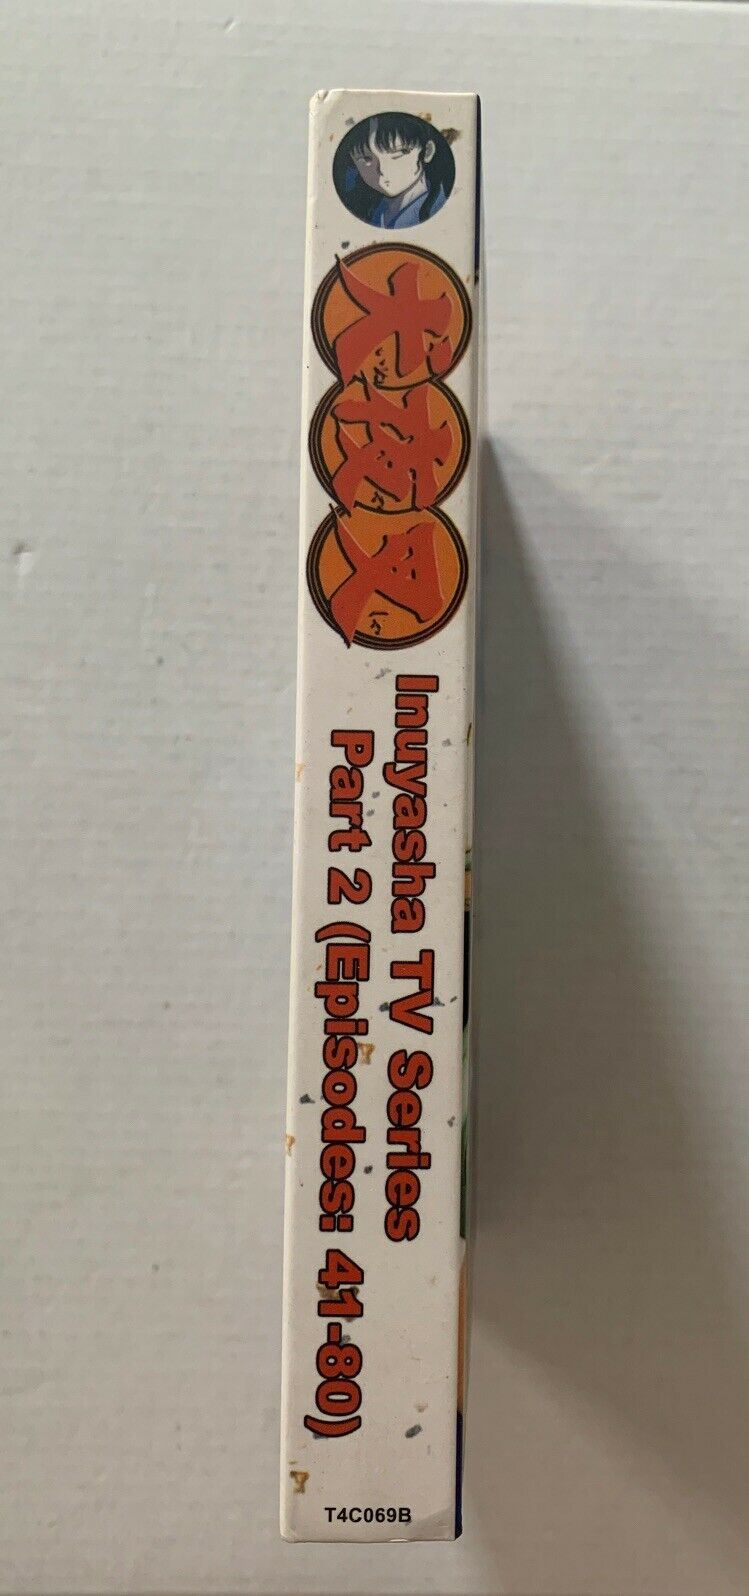 犬夜叉
Inuyasha TV Series
Part 2 (Episodes: 41-80)
T4C069B